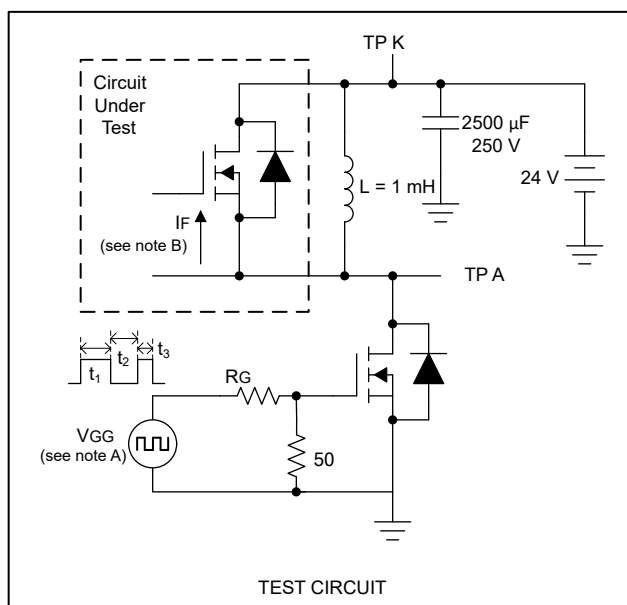 TP K
Circuit
Under
Test
2500 µF
250 V
24 V
L = 1 mH
IF
(see note B)
TP A
t1
t2
t3
RG
VGG
(see note A)
50
TEST CIRCUIT